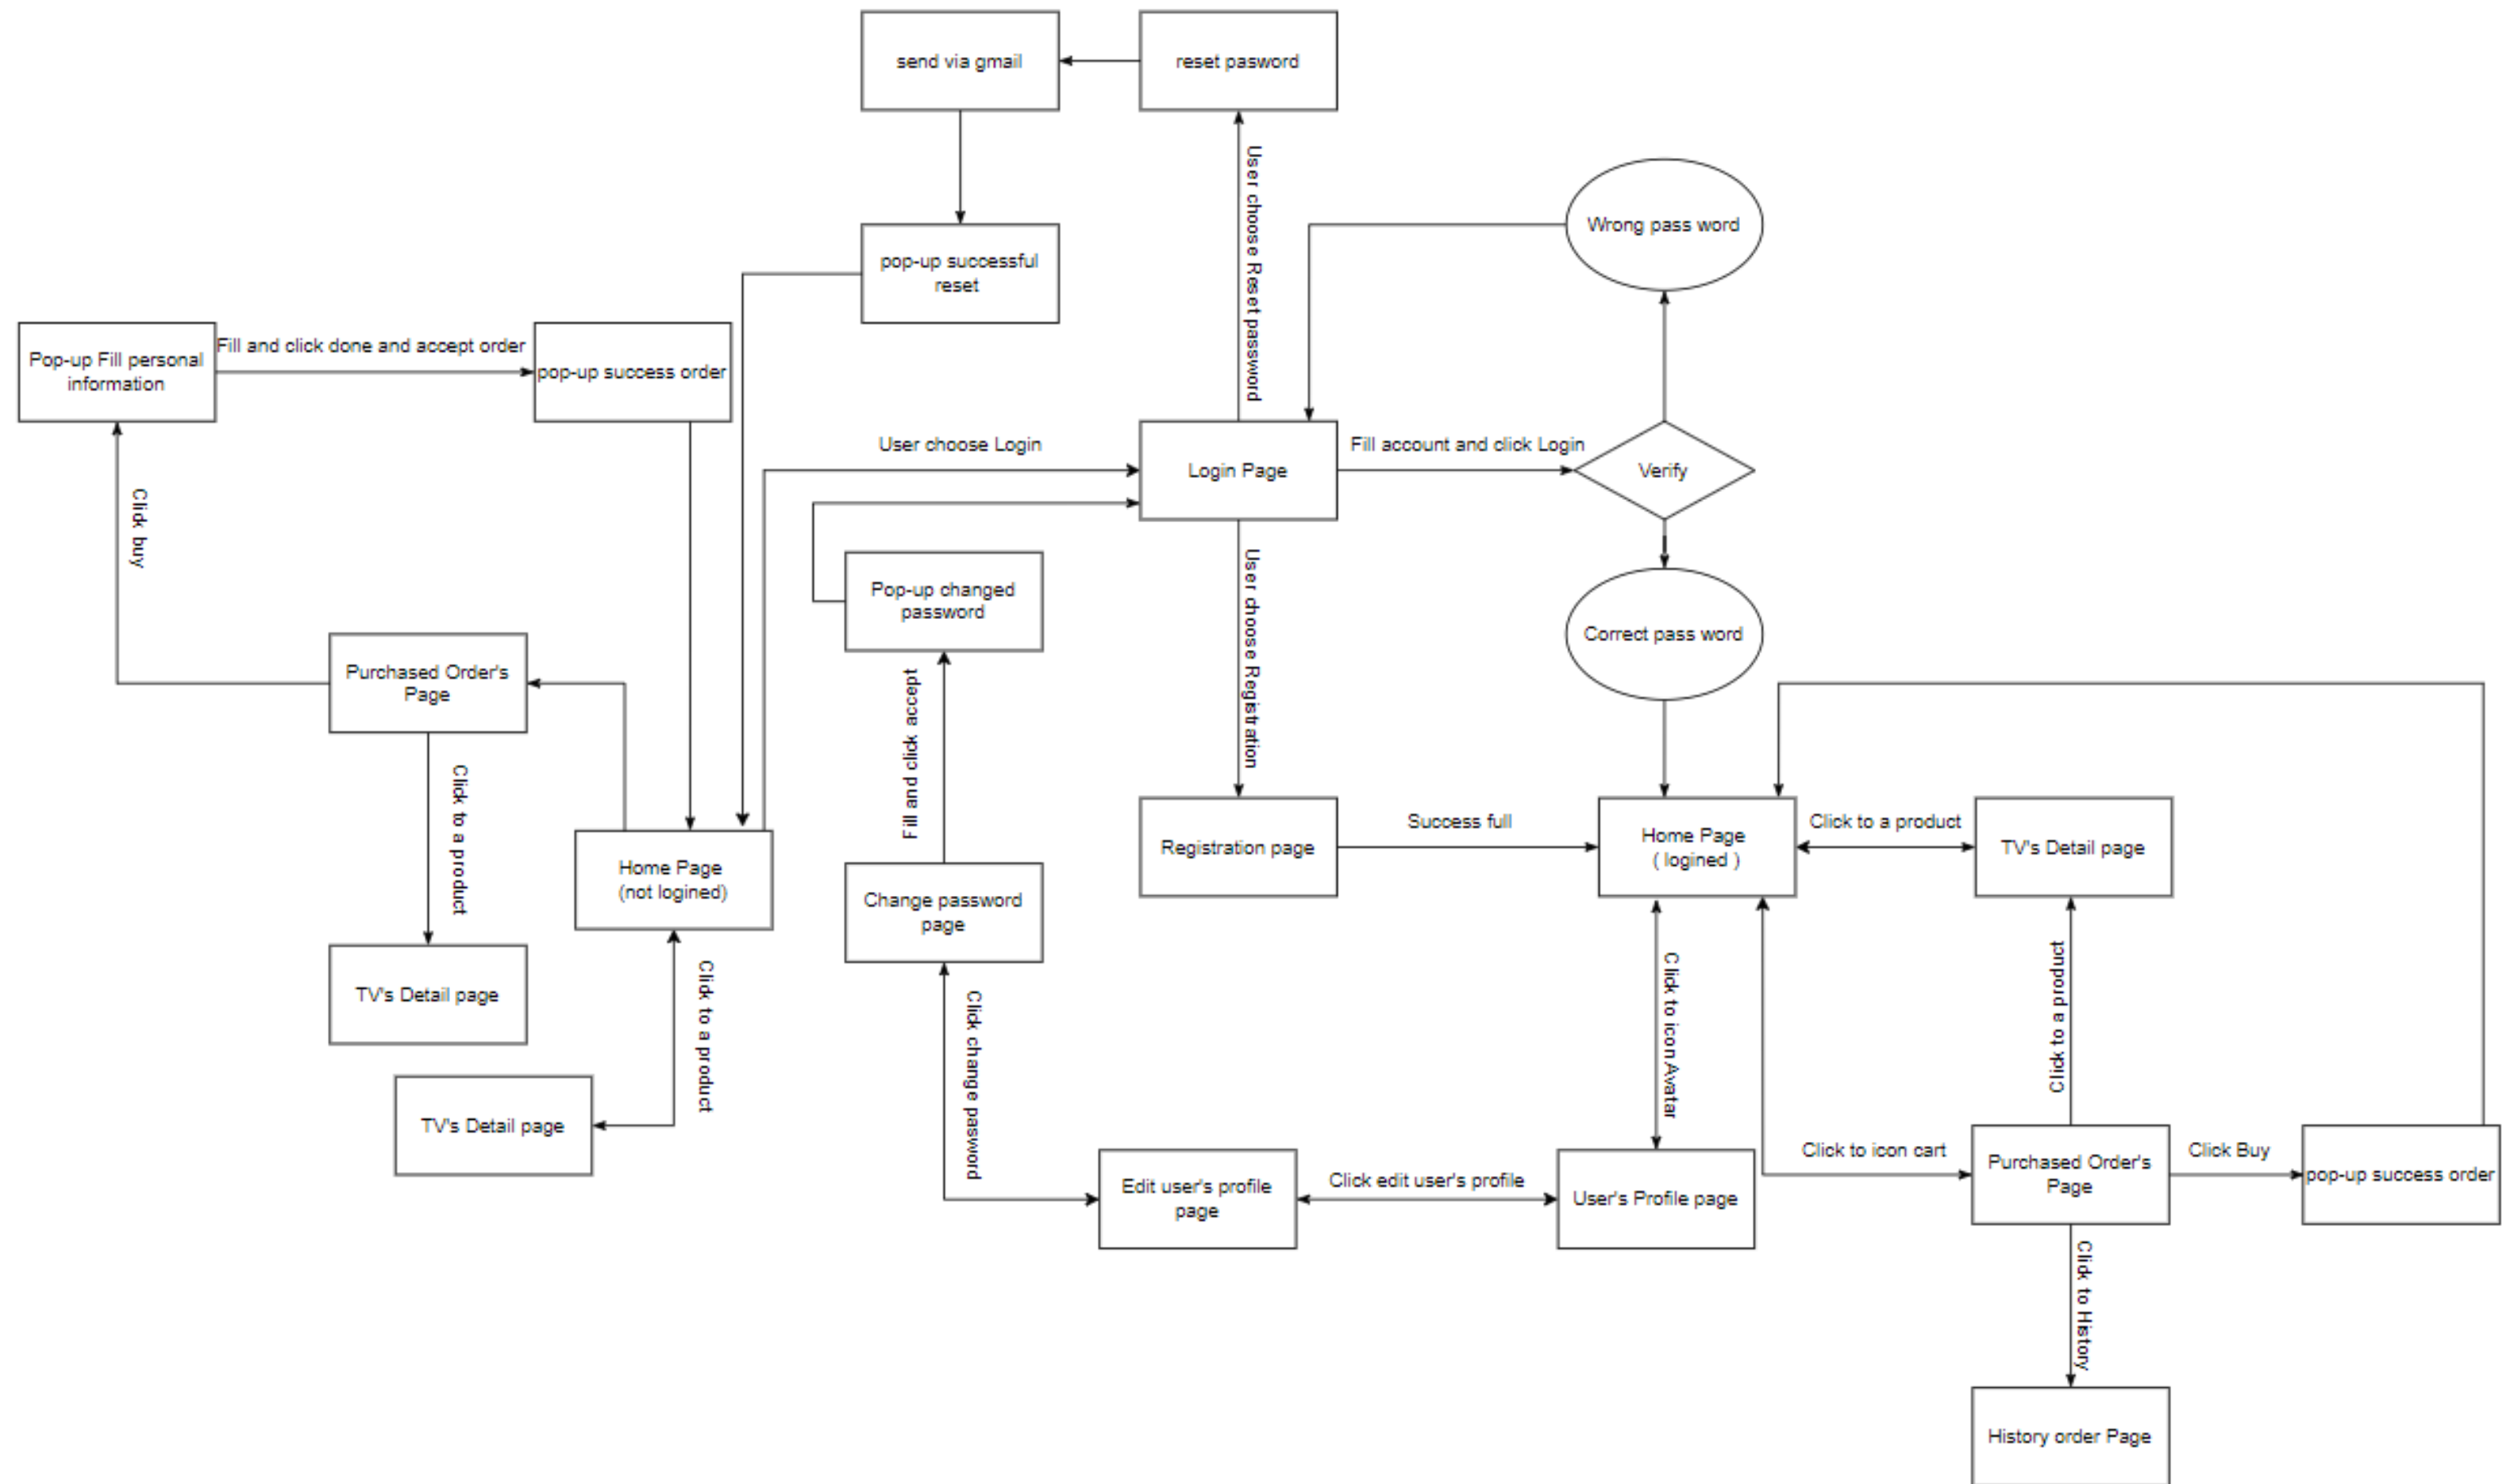 send via gmail
reset pasword
User choose Reset password
Wrong pass word
pop-up successful
reset
Pop-up Fill personal
information
Fill and click done and accept order
pop-up success order
User choose Login
Login Page
Fill account and click Login
Verify
Click buy
Pop-up changed
password
User choose Registration
Correct pass word
Purchased Order's
Page
Fill and click accept
Click to a product
Home Page
(not logined)
Change password
page
Registration page
Success full
Home Page
( logined )
Click to a product
TV's Detail page
TV's Detail page
Click to a product
TV's Detail page
Click change pasword
Click to icon Avatar
Click to a product
Edit user's profile
page
Click edit user's profile
User's Profile page
Click to icon cart
Purchased Order's
Page
Click Buy
pop-up success order
Click to History
History order Page